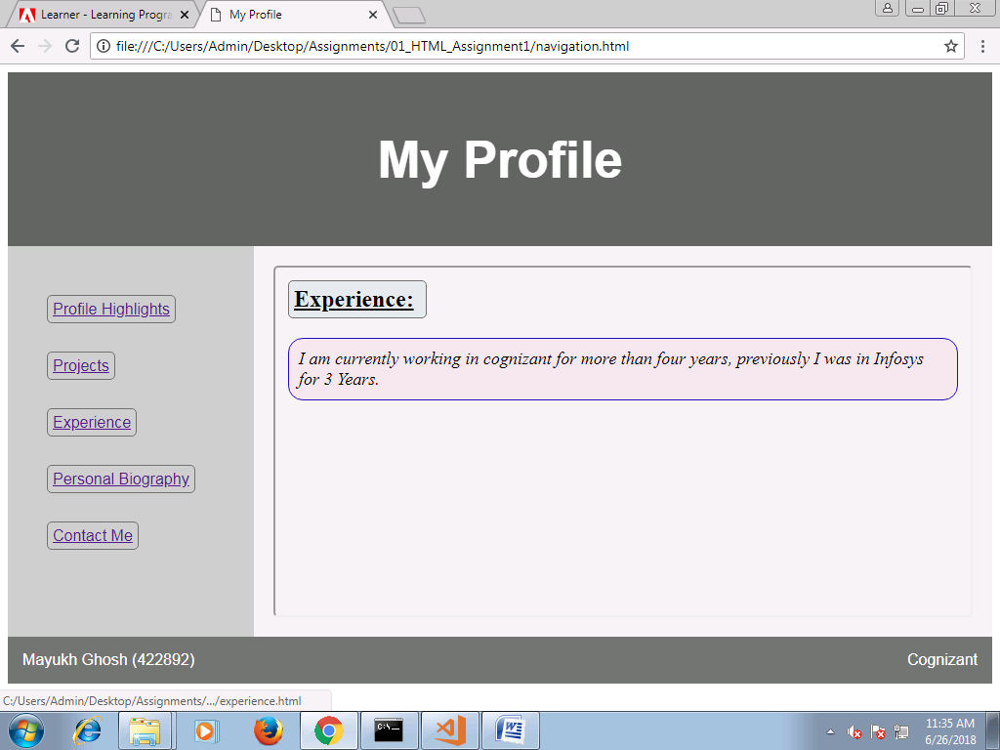 Learner - Learning Progra
My Profile
file:///C:/Users/Admin/Desktop/Assignments/01_HTML_Assignment1/navigation.html
My Profile
Profile Highlights
Projects
Experience
Personal Biography
Contact Me
Experience:
I am currently working in cognizant for more than four years, previously I was in Infosys
for 3 Years.
Mayukh Ghosh (422892)
Cognizant
C:/Users/Admin/Desktop/Assignments/.../experience.html
11:35 AM
6/26/2018